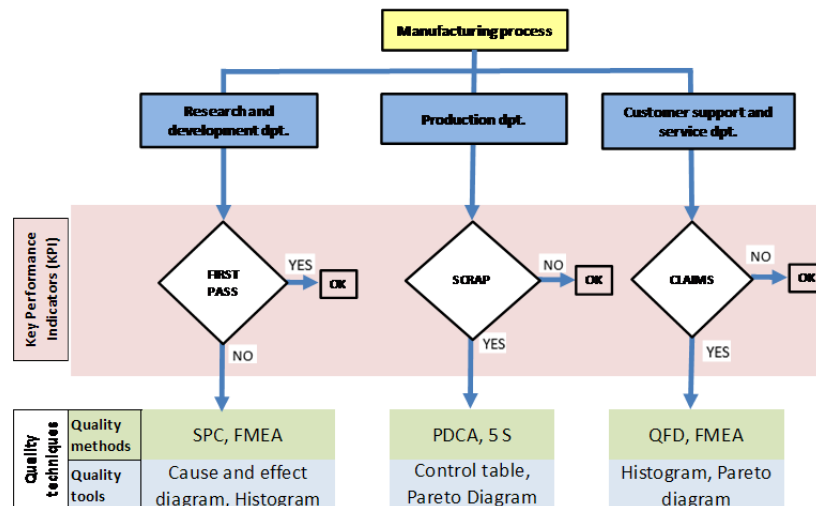 Manufacturing process
Research and
development dpt.
Production dpt.
Customer support and
service dpt.
Key Performance
Indicators (KPI)
FIRST
PASS
YES
OK
NO
SCRAP
NO
OK
YES
CLAIMS
NO
OK
YES
Quality
techniques
Quality
methods
SPC, FMEA
PDCA, 5 S
QFD, FMEA
Quality
tools
Cause and effect
diagram, Histogram
Control table,
Pareto Diagram
Histogram, Pareto
diagram